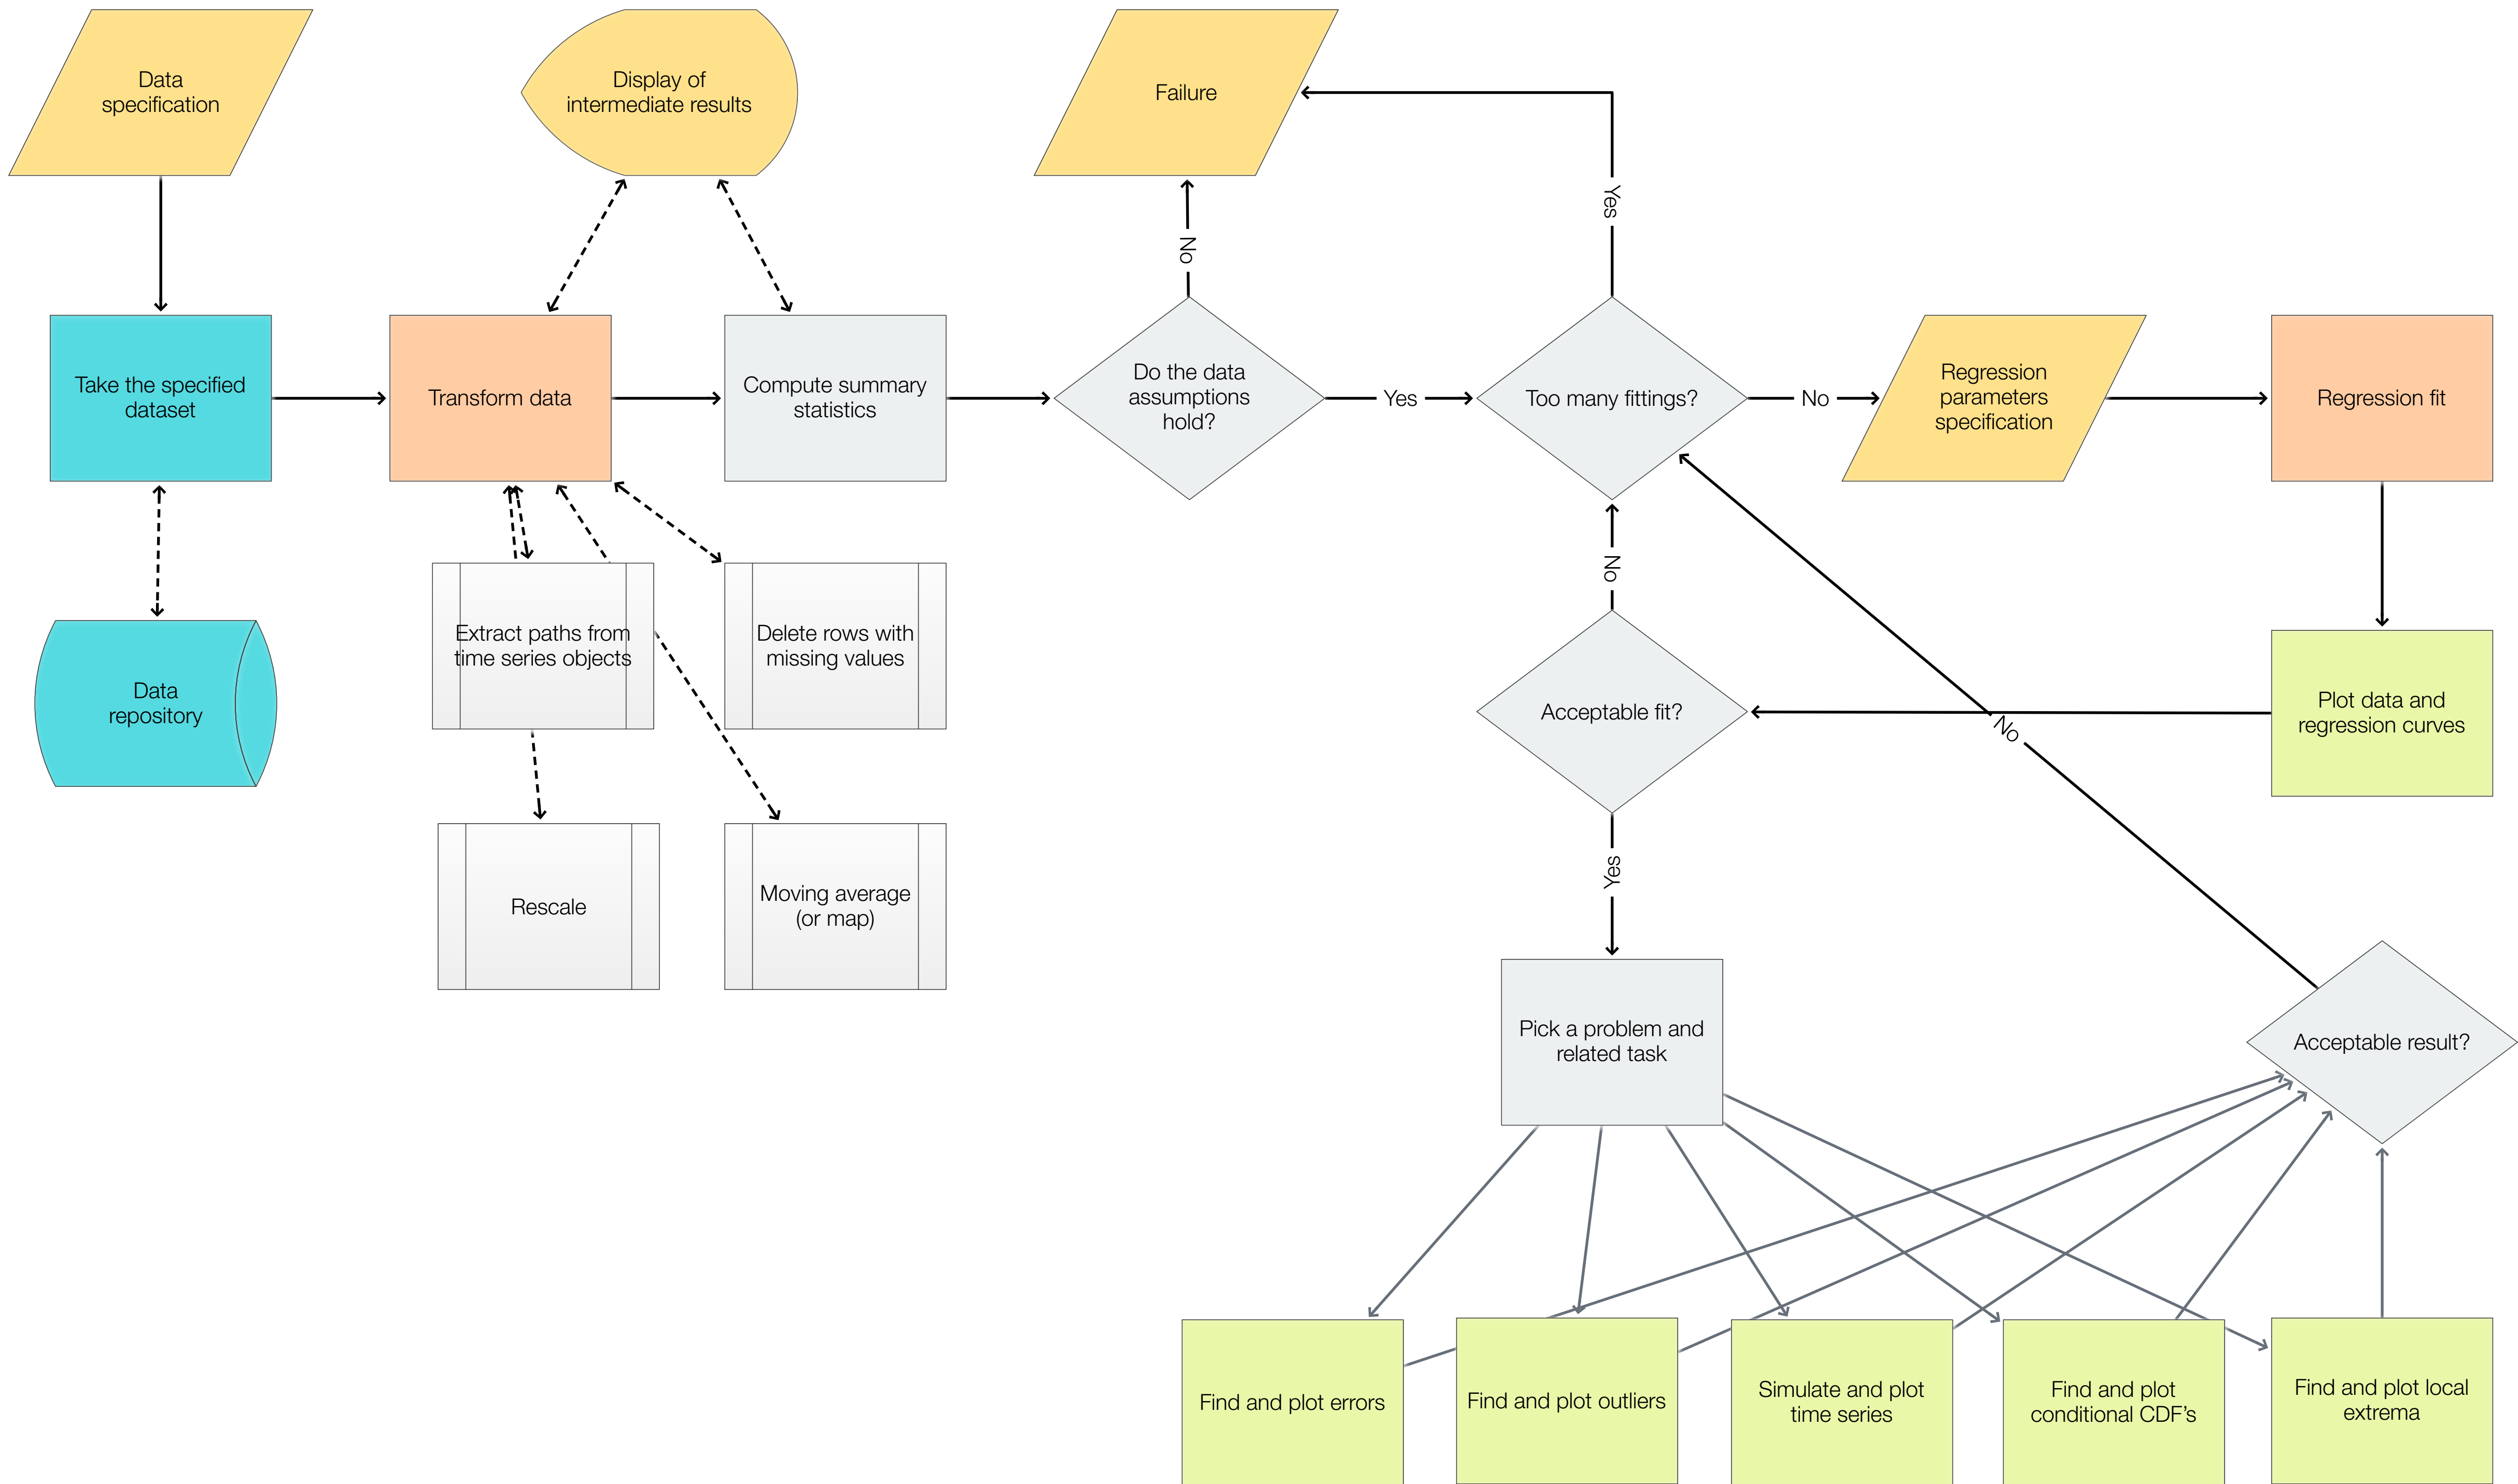 Data
specification
Display of
intermediate results
Failure
Yes
No
Take the specified
dataset
Transform data
Compute summary
statistics
Do the data
assumptions
hold?
Yes
Too many fittings?
No
Regression
parameters
specification
Regression fit
No
Extract paths from
time series objects
Delete rows with
missing values
Data
repository
Acceptable fit?
No
Plot data and
regression curves
Yes
Rescale
Moving average
(or map)
Pick a problem and
related task
Acceptable result?
Find and plot errors
Find and plot outliers
Simulate and plot
time series
Find and plot
conditional CDF's
Find and plot local
extrema